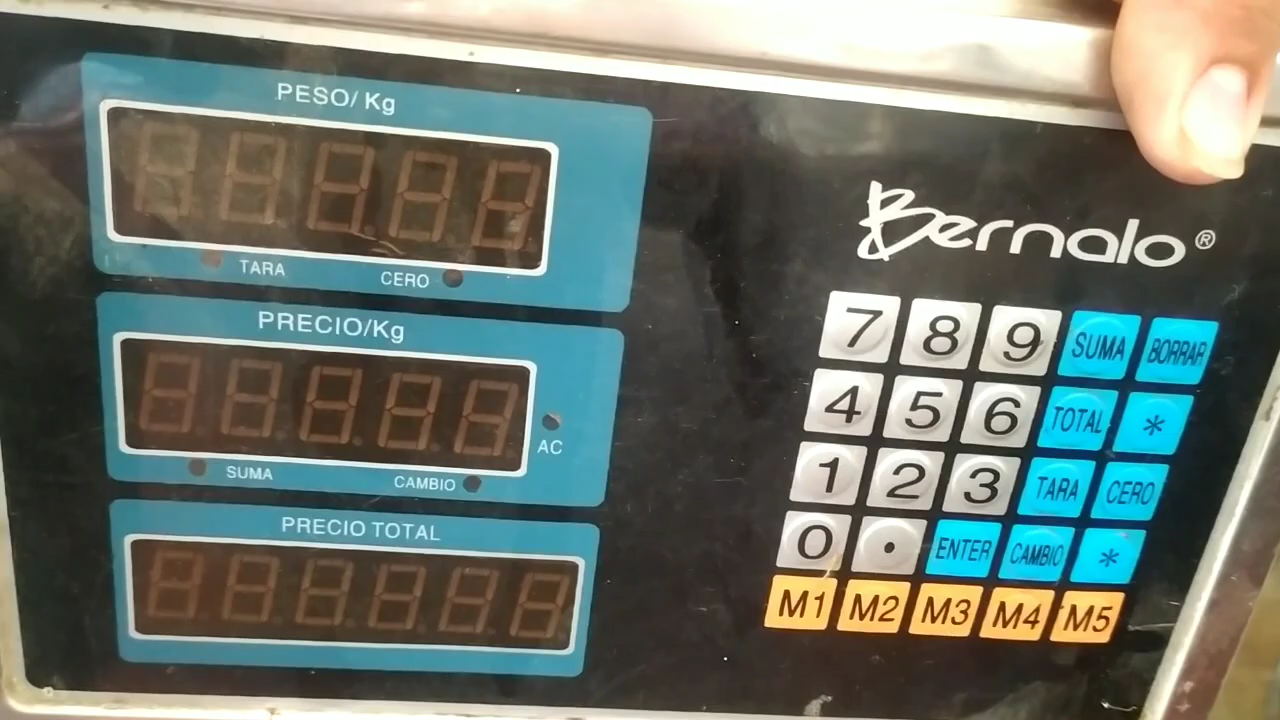 PESO/ Kg
TARA CERO
PRECIO/Kg
AC
SUMA CAMBIO
PRECIO TOTAL
Bernalo®
7 8 9 SUMA BORRAR
4 5 6 TOTAL *
1 2 3 TARA CERO
0 . ENTER CAMBIO *
M1 M2 M3 M4 M5